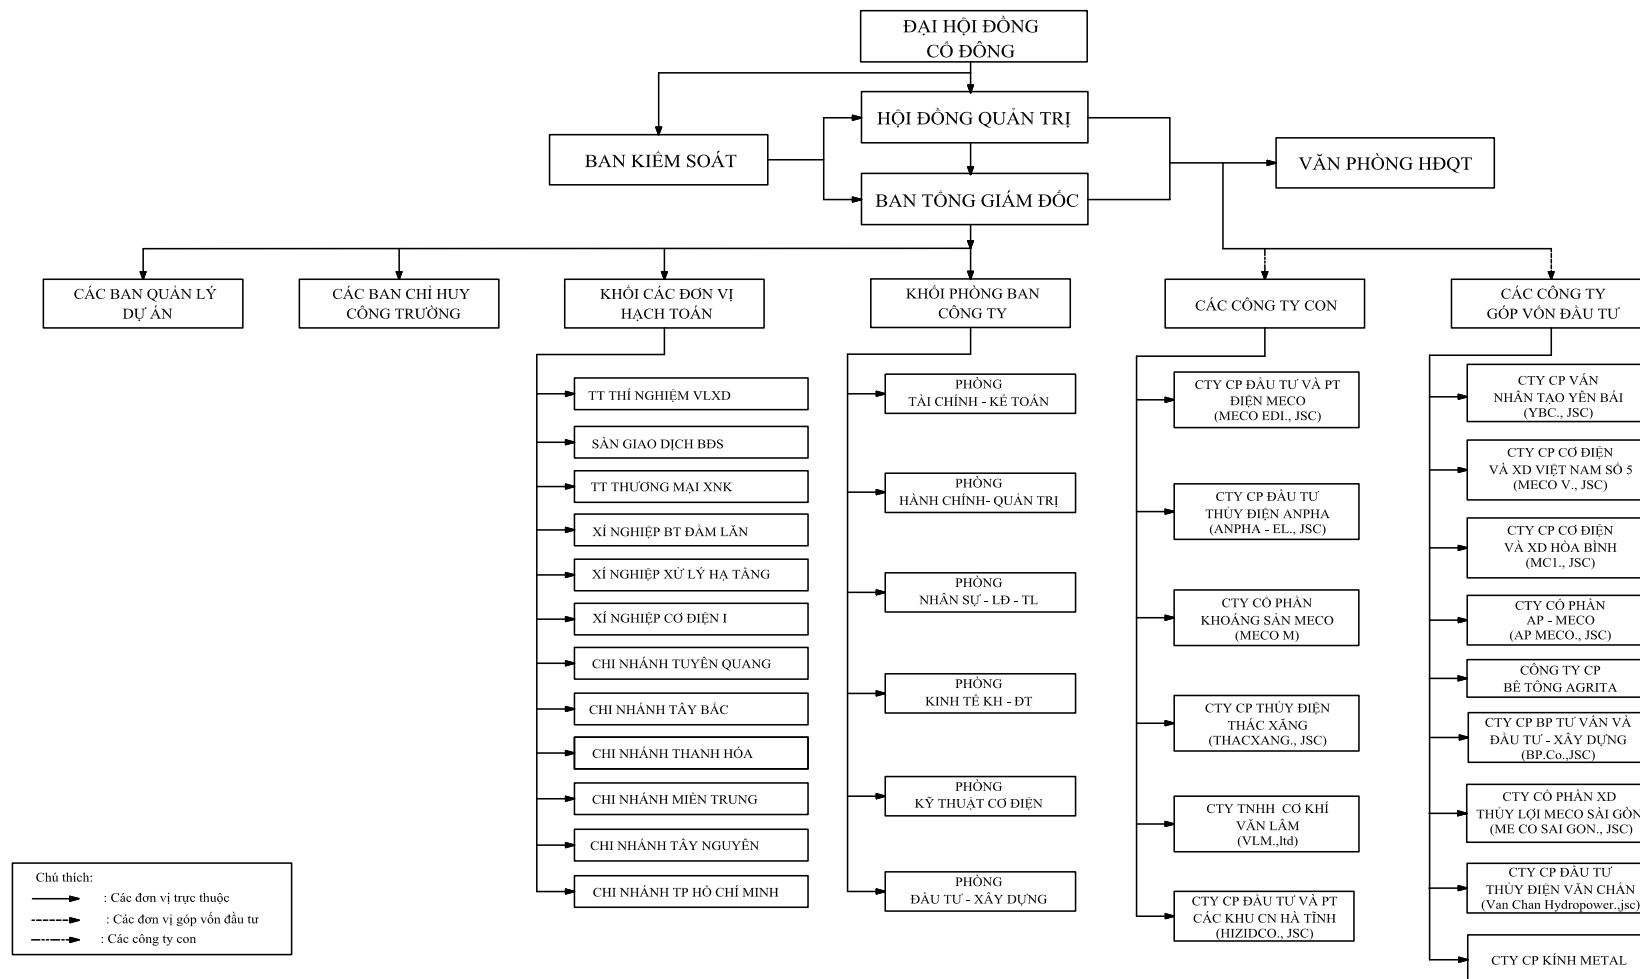 ĐẠI HỘI ĐỒNG
CỔ ĐÔNG
HỘI ĐỒNG QUẢN TRỊ
BAN KIỂM SOÁT
VĂN PHÒNG HĐQT
BAN TỔNG GIÁM ĐỐC
CÁC BAN QUẢN LÝ
DỰ ÁN
CÁC BAN CHỈ HUY
CÔNG TRƯỜNG
KHỐI CÁC ĐƠN VỊ
HẠCH TOÁN
KHỐI PHÒNG BAN
CÔNG TY
CÁC CÔNG TY CON
CÁC CÔNG TY
GÓP VỐN ĐẦU TƯ
TT THÍ NGHIỆM VLXD
SÀN GIAO DỊCH BĐS
TT THƯƠNG MẠI XNK
XÍ NGHIỆP BT ĐẦM LĂN
XÍ NGHIỆP XỬ LÝ HẠ TẦNG
XÍ NGHIỆP CƠ ĐIỆN I
CHI NHÁNH TUYÊN QUANG
CHI NHÁNH TÂY BẮC
CHI NHÁNH THANH HÓA
CHI NHÁNH MIỀN TRUNG
CHI NHÁNH TÂY NGUYÊN
CHI NHÁNH TP HỒ CHÍ MINH
PHÒNG
TÀI CHÍNH - KẾ TOÁN
PHÒNG
HÀNH CHÍNH- QUẢN TRỊ
PHÒNG
NHÂN SỰ - LĐ - TL
PHÒNG
KINH TẾ KH - ĐT
PHÒNG
KỸ THUẬT CƠ ĐIỆN
PHÒNG
ĐẦU TƯ - XÂY DỰNG
CTY CP ĐẦU TƯ VÀ PT
ĐIỆN MECO
(MECO EDI., JSC)
CTY CP ĐẦU TƯ
THỦY ĐIỆN ANPHA
(ANPHA - EL., JSC)
CTY CỔ PHẦN
KHOÁNG SẢN MECO
(MECO M)
CTY CP THỦY ĐIỆN
THÁC XĂNG
(THACXANG., JSC)
CTY TNHH CƠ KHÍ
VĂN LÂM
(VLM.,ltd)
CTY CP ĐẦU TƯ VÀ PT
CÁC KHU CN HÀ TĨNH
(HIZIDCO., JSC)
CTY CP VÁN
NHÂN TẠO YÊN BÁI
(YBC., JSC)
CTY CP CƠ ĐIỆN
VÀ XD VIỆT NAM SỐ 5
(MECO V., JSC)
CTY CP CƠ ĐIỆN
VÀ XD HÒA BÌNH
(MC1., JSC)
CTY CỔ PHẦN
AP - MECO
(AP MECO., JSC)
CÔNG TY CP
BÊ TÔNG AGRITA
CTY CP BP TƯ VẤN VÀ
ĐẦU TƯ - XÂY DỰNG
(BP.Co.,JSC)
CTY CỔ PHẦN XD
THỦY LỢI MECO SÀI GÒN
(ME CO SAI GON., JSC)
CTY CP ĐẦU TƯ
THỦY ĐIỆN VĂN CHẤN
(Van Chan Hydropower.,jsc)
CTY CP KÍNH METAL
Chú thích:
: Các đơn vị trực thuộc
: Các đơn vị góp vốn đầu tư
: Các công ty con